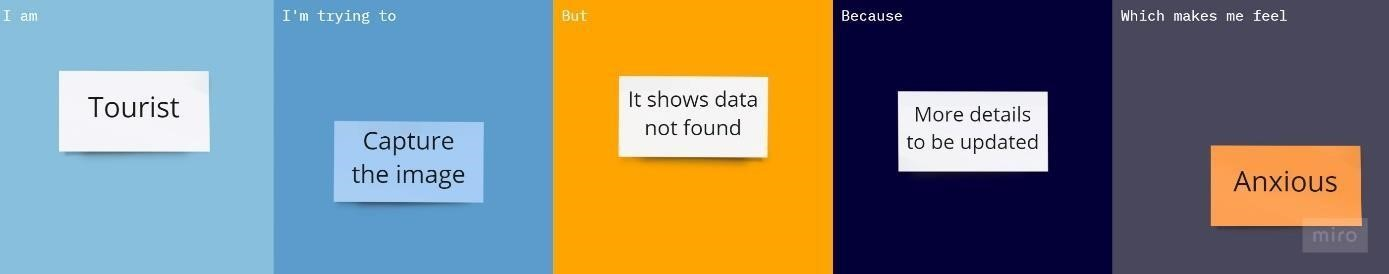 I am
Tourist
I'm trying to
Capture
the image
But
It shows data
not found
Because
More details
to be updated
Which makes me feel
Anxious
miro